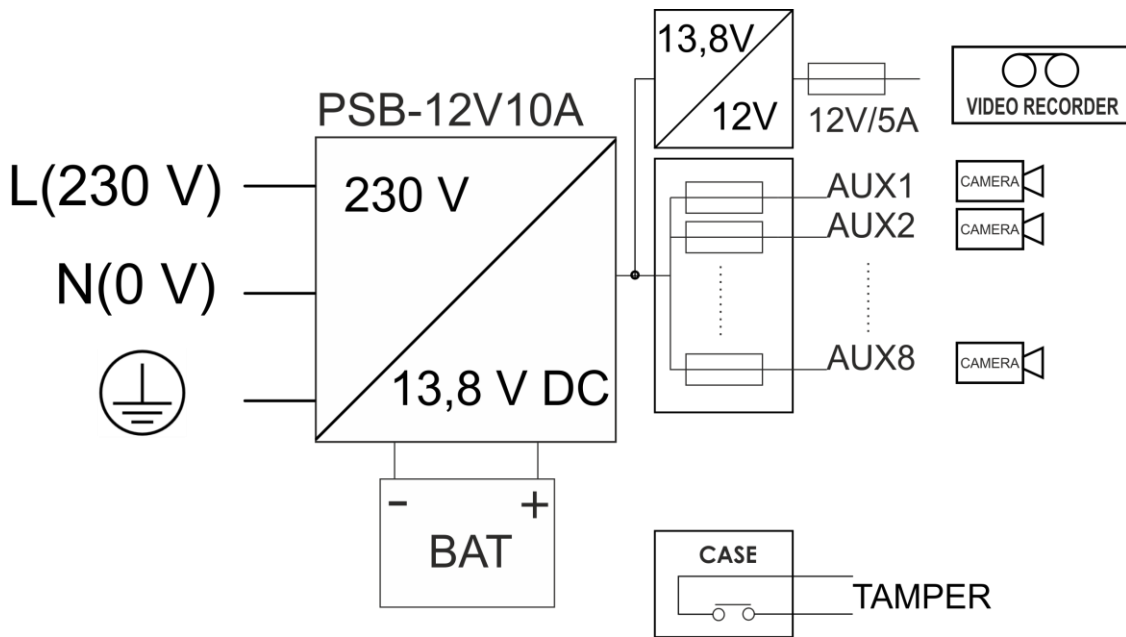 13,8V
12V
12V/5A
VIDEO RECORDER
PSB-12V10A
L(230 V)
230 V
N(0 V)
13,8 V DC
AUX1
CAMERA
AUX2
CAMERA
AUX8
CAMERA
- +
BAT
CASE
TAMPER